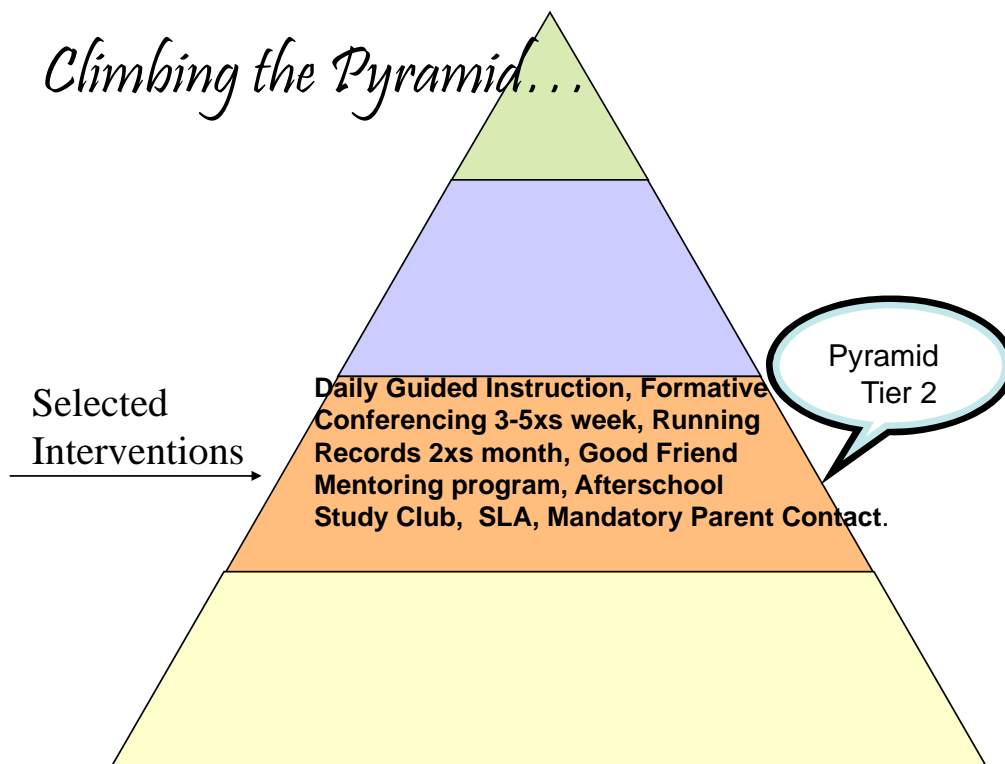 Climbing the Pyramid...
Selected
Interventions
Daily Guided Instruction, Formative
Conferencing 3-5xs week, Running
Records 2xs month, Good Friend
Mentoring program, Afterschool
Study Club,  SLA, Mandatory Parent Contact.
Pyramid
Tier 2